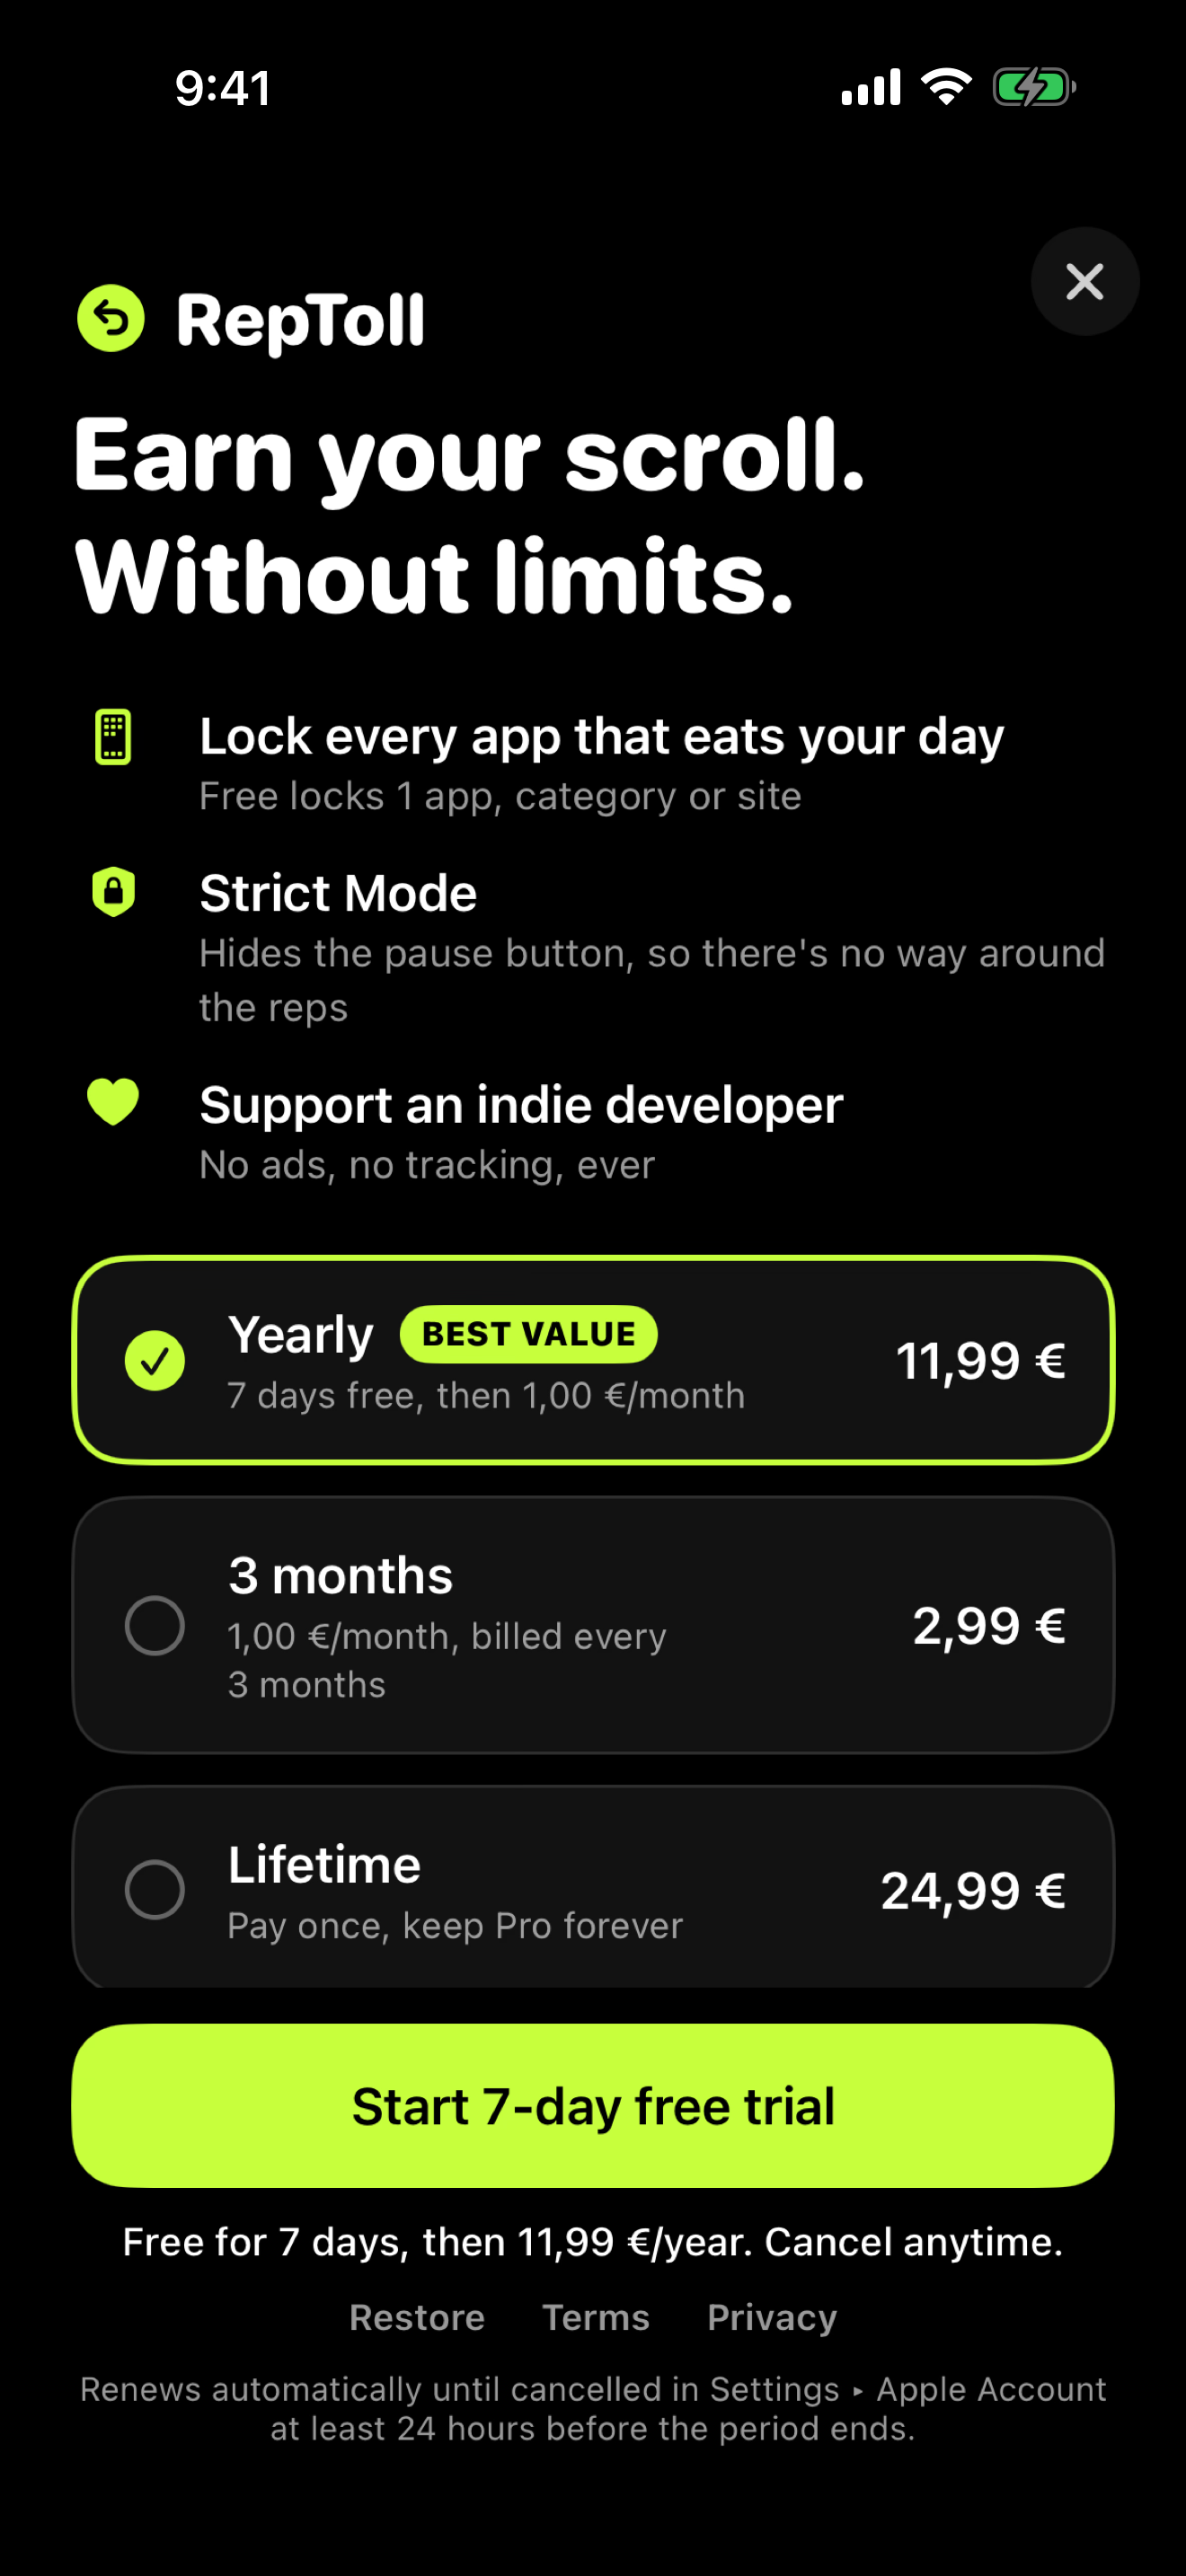 9:41
RepToll
Earn your scroll.
Without limits.
Lock every app that eats your day
Free locks 1 app, category or site
Strict Mode
Hides the pause button, so there's no way around
the reps
Support an indie developer
No ads, no tracking, ever
Yearly BEST VALUE
7 days free, then 1,00 €/month
11,99 €
3 months
1,00 €/month, billed every
3 months
2,99 €
Lifetime
Pay once, keep Pro forever
24,99 €
Start 7-day free trial
Free for 7 days, then 11,99 €/year. Cancel anytime.
Restore Terms Privacy
Renews automatically until cancelled in Settings ▸ Apple Account
at least 24 hours before the period ends.